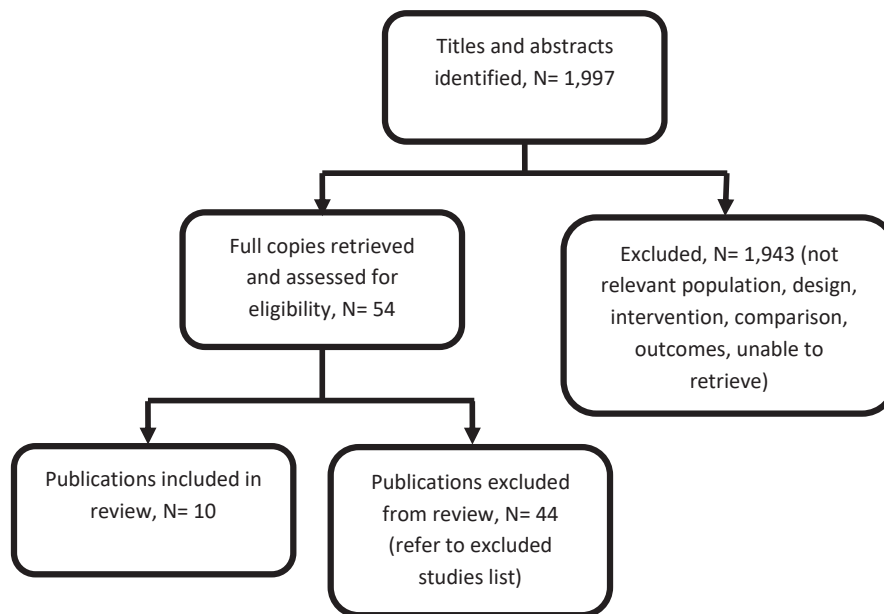 Titles and abstracts
identified, N= 1,997
Full copies retrieved
and assessed for
eligibility, N= 54
Excluded, N= 1,943 (not
relevant population, design,
intervention, comparison,
outcomes, unable to
retrieve)
Publications included in
review, N= 10
Publications excluded
from review, N= 44
(refer to excluded
studies list)